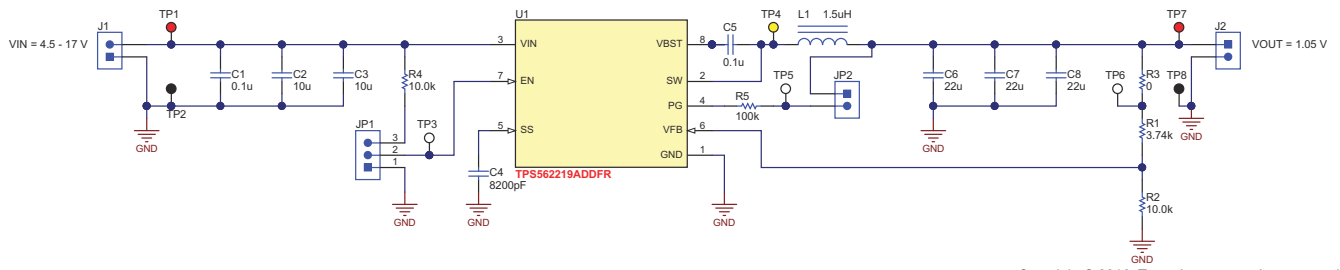 J1
TP1
VIN = 4.5 - 17 V
TP2
GND
C1
0.1u
C2
10u
C3
10u
R4
10.0k
JP1
3
2
1
TP3
GND
C4
8200pF
GND
U1
3
VIN
7
EN
5
SS
VBST
8
SW
2
PG
4
VFB
6
GND
1
TPS562219ADDFR
GND
C5
0.1u
TP4
L1
1.5uH
R5
100k
TP5
JP2
C6
22u
C7
22u
C8
22u
GND
TP6
R3
0
R1
3.74k
R2
10.0k
GND
TP7
TP8
GND
J2
VOUT = 1.05 V